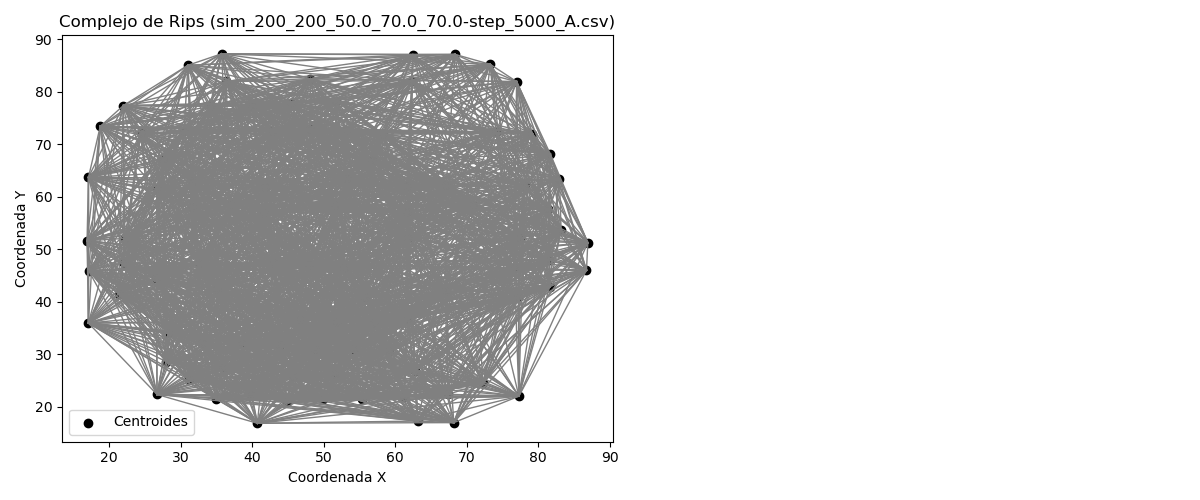 Complejo de Rips (sim_200_200_50.0_70.0_70.0-step_5000_A.csv)
90
80
70
60
50
40
30
20
Coordenada Y
Centroides
20 30 40 50 60 70 80 90
Coordenada X